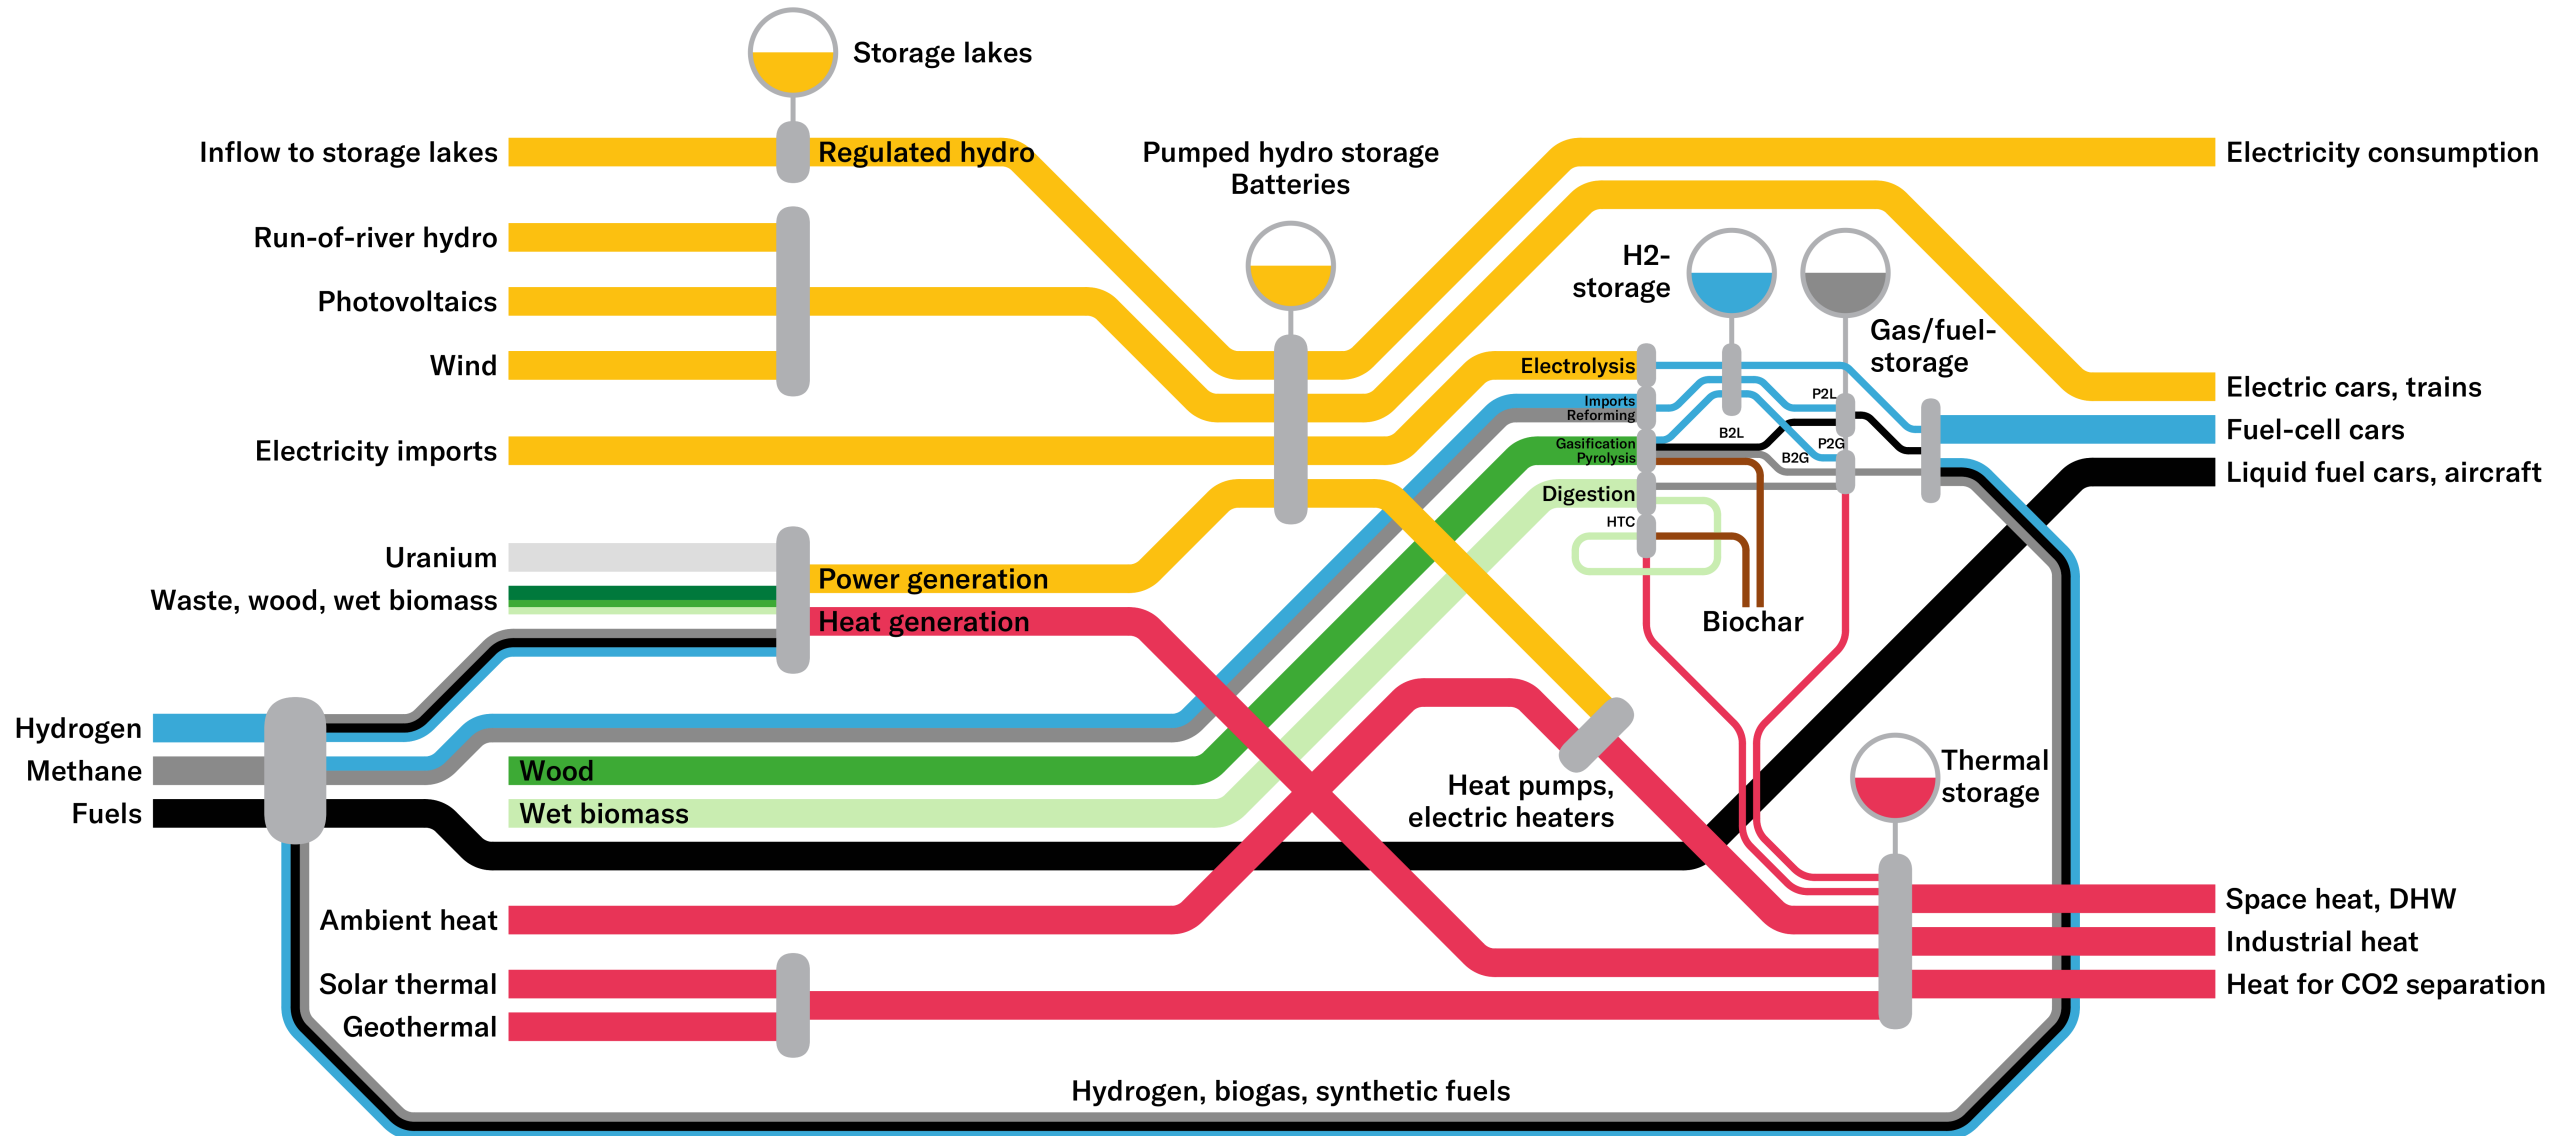 Storage lakes
Inflow to storage lakes
Regulated hydro
Pumped hydro storage
Batteries
Electricity consumption
Run-of-river hydro
Photovoltaics
Wind
H2-
storage
Gas/fuel-
storage
Electrolysis
Imports
Reforming
Gasification
Pyrolysis
Digestion
HTC
P2L
B2L
P2G
B2G
Electric cars, trains
Fuel-cell cars
Liquid fuel cars, aircraft
Electricity imports
Uranium
Waste, wood, wet biomass
Power generation
Heat generation
Biochar
Hydrogen
Methane
Fuels
Wood
Wet biomass
Heat pumps,
electric heaters
Thermal
storage
Ambient heat
Solar thermal
Geothermal
Space heat, DHW
Industrial heat
Heat for CO2 separation
Hydrogen, biogas, synthetic fuels